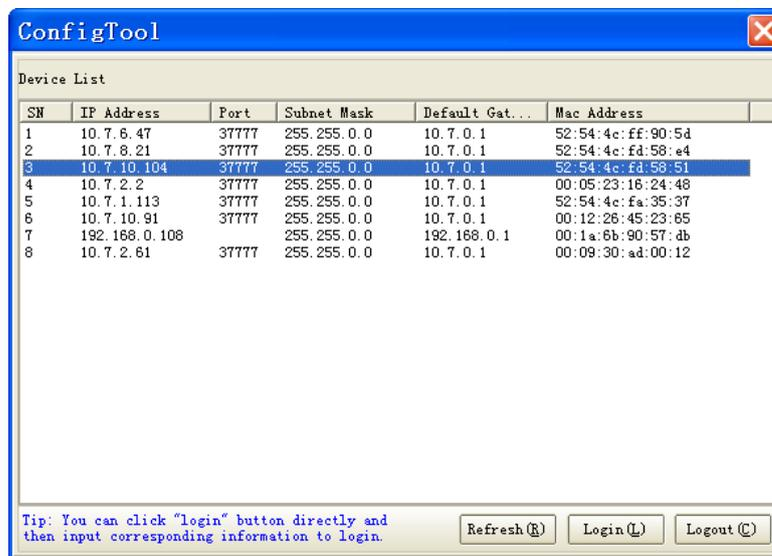 ConfigTool
Device List
SN IP Address Port Subnet Mask Default Gat... Mac Address
1 10.7.6.47 37777 255.255.0.0 10.7.0.1 52:54:4c:ff:90:5d
2 10.7.8.21 37777 255.255.0.0 10.7.0.1 52:54:4c:fd:58:e4
3 10.7.10.104 37777 255.255.0.0 10.7.0.1 52:54:4c:fd:58:51
4 10.7.2.2 37777 255.255.0.0 10.7.0.1 00:05:23:16:24:48
5 10.7.1.113 37777 255.255.0.0 10.7.0.1 52:54:4c:fa:35:37
6 10.7.10.91 37777 255.255.0.0 10.7.0.1 00:12:26:45:23:65
7 192.168.0.108 255.255.0.0 192.168.0.1 00:1a:6b:90:57:db
8 10.7.2.61 37777 255.255.0.0 10.7.0.1 00:09:30:ad:00:12
Tip: You can click "login" button directly and
then input corresponding information to login.
Refresh(R) Login(L) Logout(C)